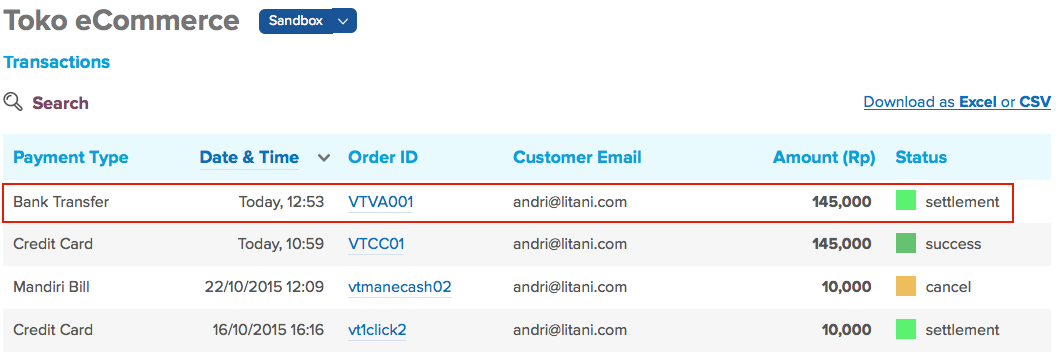 Toko eCommerce Sandbox
Transactions
Search Download as Excel or CSV
Payment Type Date & Time Order ID Customer Email Amount (Rp) Status
Bank Transfer Today, 12:53 VTVA001 andri@litani.com 145,000 settlement
Credit Card Today, 10:59 VTCC01 andri@litani.com 145,000 success
Mandiri Bill 22/10/2015 12:09 vtmanecash02 andri@litani.com 10,000 cancel
Credit Card 16/10/2015 16:16 vt1click2 andri@litani.com 10,000 settlement